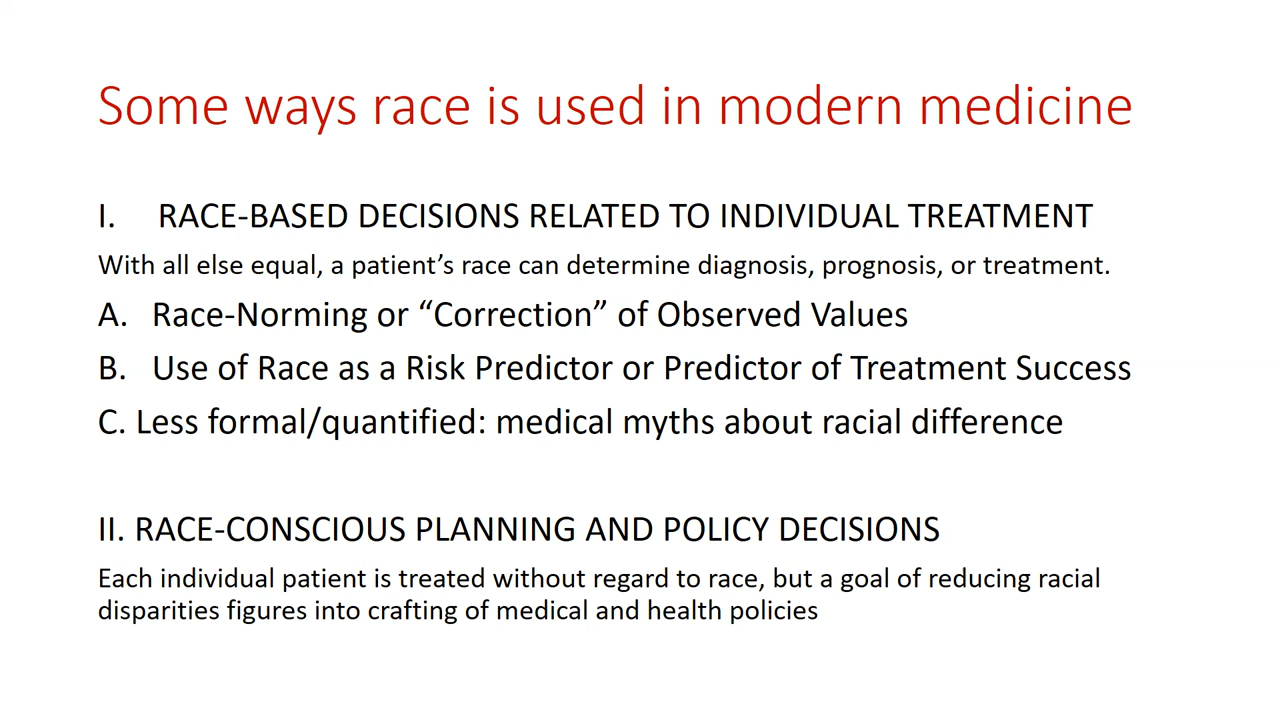 Some ways race is used in modern medicine
I. RACE-BASED DECISIONS RELATED TO INDIVIDUAL TREATMENT
With all else equal, a patient’s race can determine diagnosis, prognosis, or treatment.
A. Race-Norming or “Correction” of Observed Values
B. Use of Race as a Risk Predictor or Predictor of Treatment Success
C. Less formal/quantified: medical myths about racial difference
II. RACE-CONSCIOUS PLANNING AND POLICY DECISIONS
Each individual patient is treated without regard to race, but a goal of reducing racial
disparities figures into crafting of medical and health policies